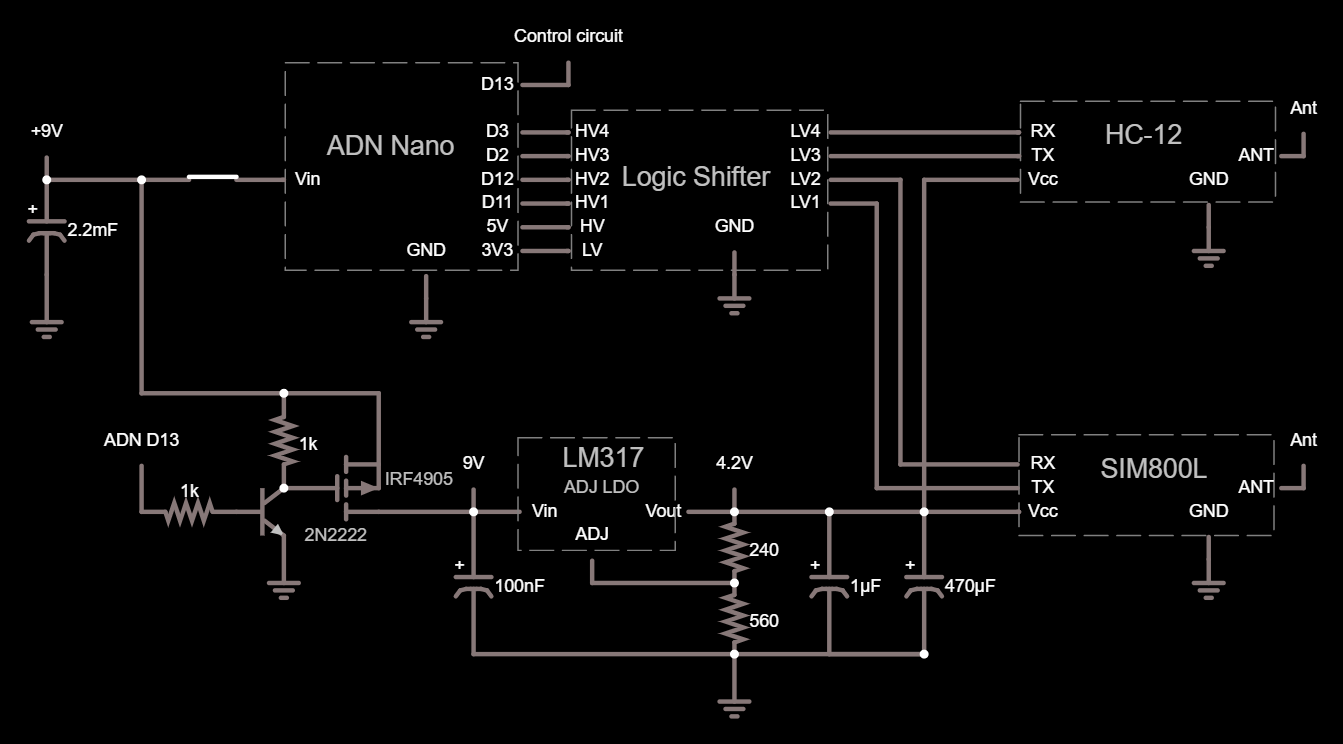 Control circuit
D13
Ant
+9V
D3 HV4 LV4 RX HC-12
ADN Nano
D2 HV3 LV3 TX ANT
Vin D12 HV2 Logic Shifter LV2 Vcc GND
D11 HV1 LV1
+
2.2mF
5V HV GND
GND 3V3 LV
ADN D13
1k
Ant
9V LM317 4.2V RX SIM800L
IRF4905 ADJ LDO
1k TX ANT
Vin Vout Vcc GND
2N2222 ADJ
240
+ + +
100nF 1µF 470µF
560